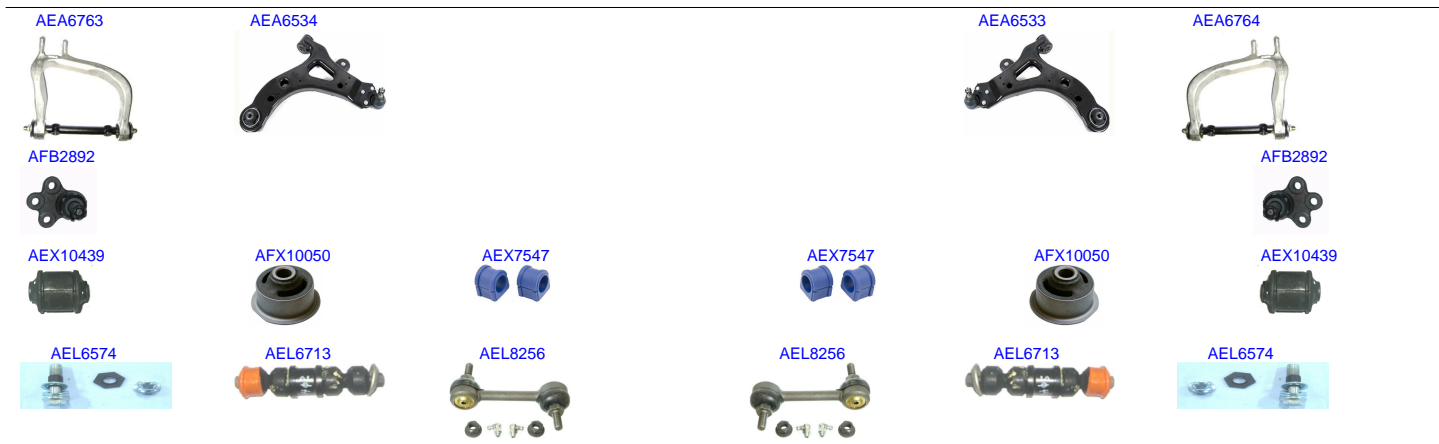 AEA6763 AEA6534 AEA6533 AEA6764
AFB2892 AFB2892
AEX10439 AFX10050 AEX7547 AEX7547 AFX10050 AEX10439
AEL6574 AEL6713 AEL8256 AEL8256 AEL6713 AEL6574